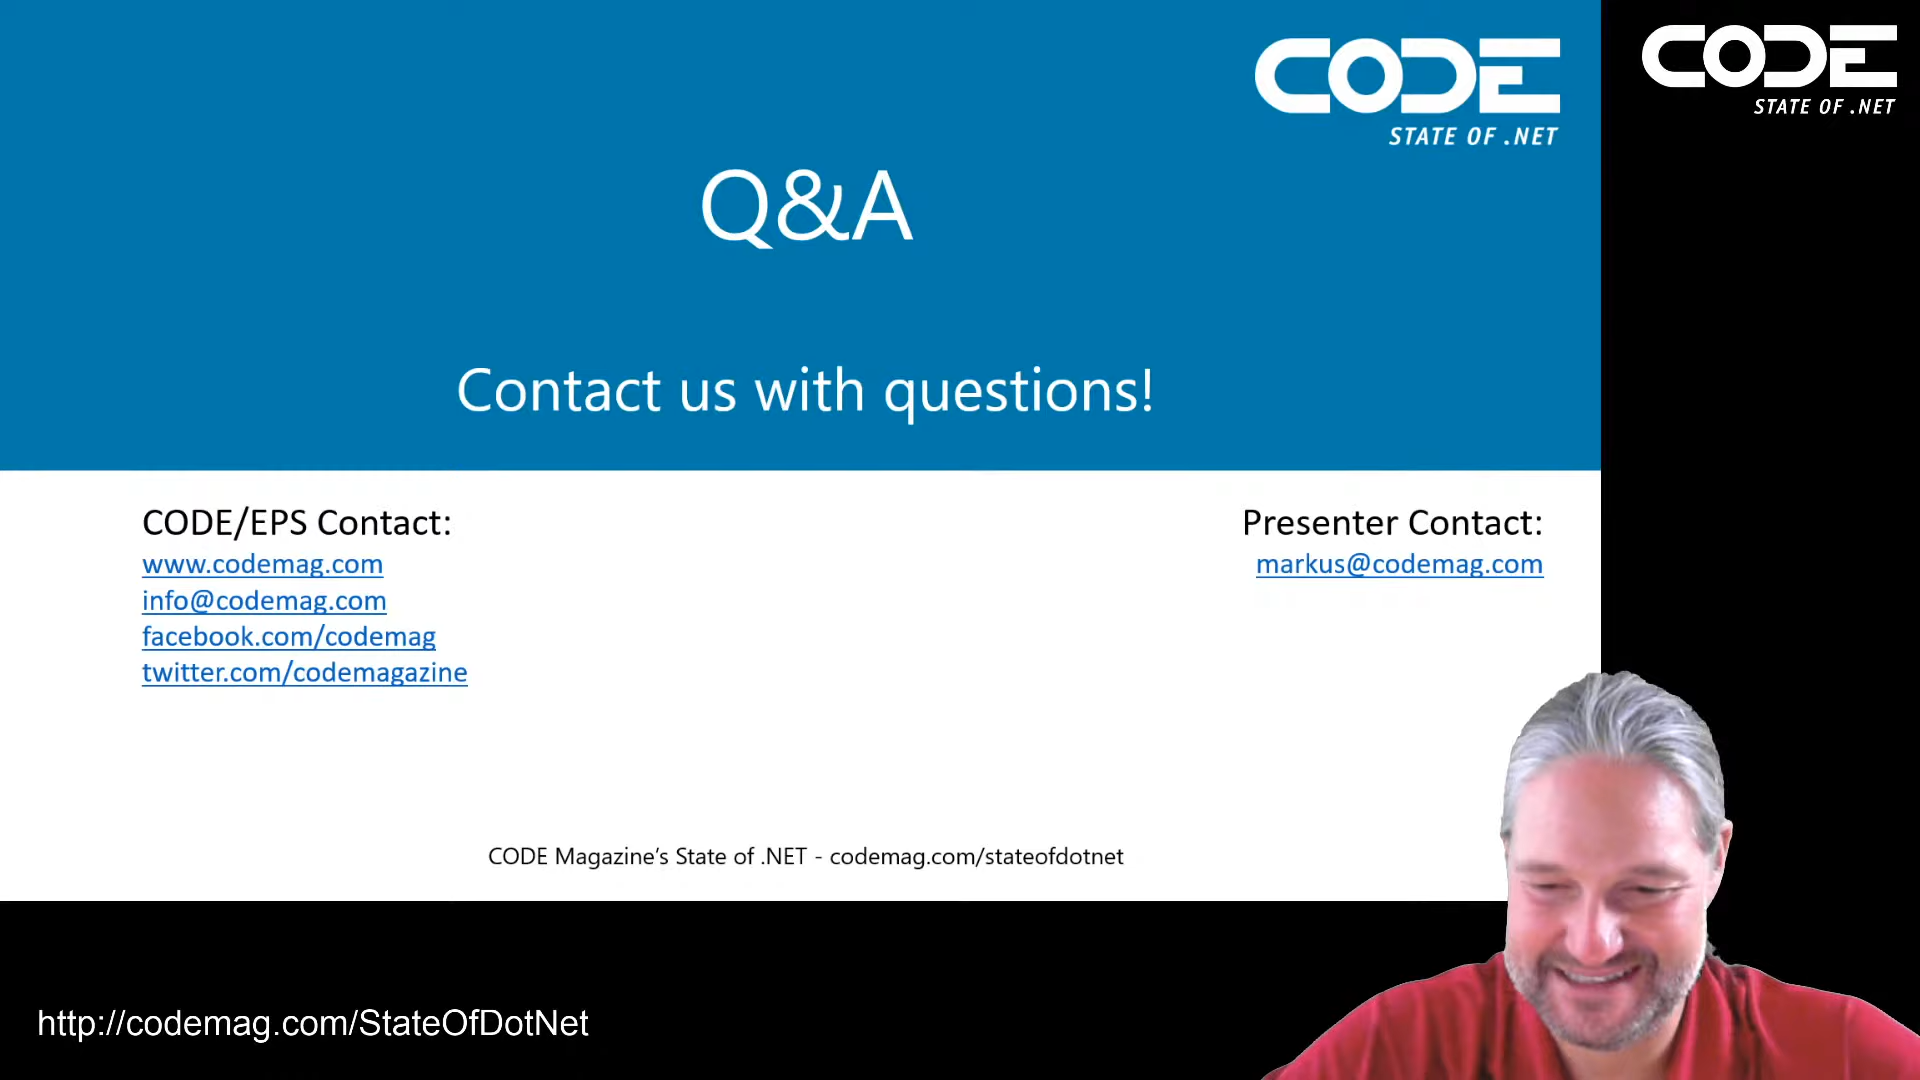 CODE
STATE OF .NET
CODE
STATE OF .NET
Q&A
Contact us with questions!
CODE/EPS Contact:
www.codemag.com
info@codemag.com
facebook.com/codemag
twitter.com/codemagazine
Presenter Contact:
markus@codemag.com
CODE Magazine’s State of .NET - codemag.com/stateofdotnet
http://codemag.com/StateOfDotNet